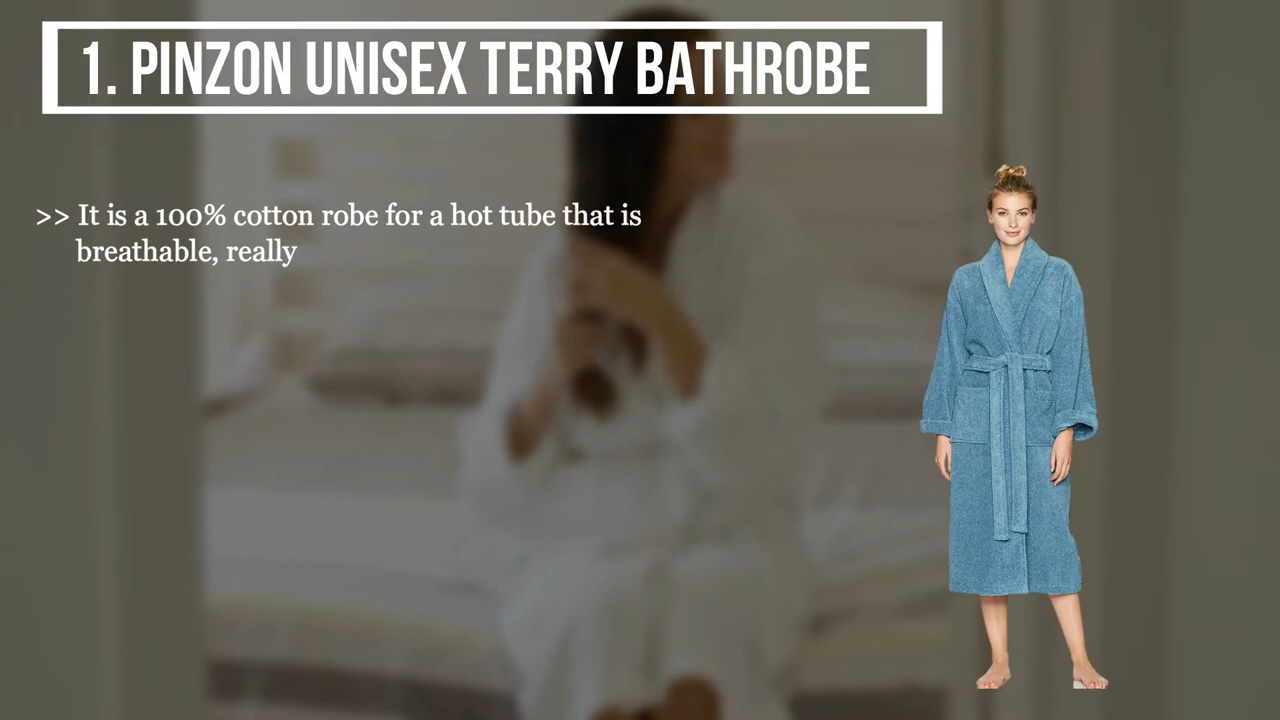 1. PINZON UNISEX TERRY BATHROBE
>> It is a 100% cotton robe for a hot tube that is
breathable, really